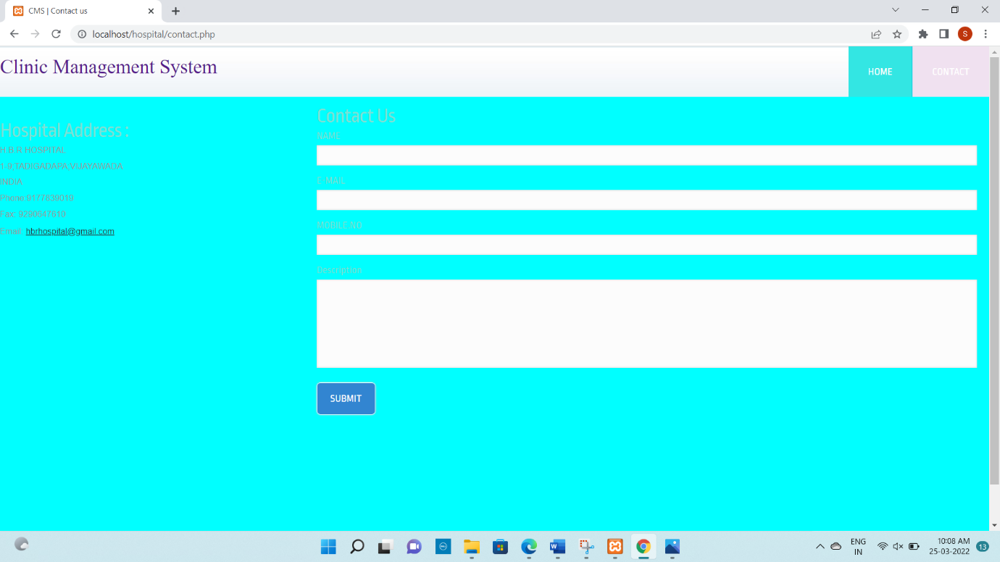 CMS | Contact us
localhost/hospital/contact.php
S
Clinic Management System
HOME
CONTACT
Hospital Address :
H.B.R HOSPITAL
1-9,TADIGADAPA,VIJAYAWADA
INDIA
Phone:9177839019
Fax: 9290647610
Email: hbrhospital@gmail.com
Contact Us
NAME
E-MAIL
MOBILE NO
Description
SUBMIT
ENG
IN
10:08 AM
25-03-2022
13